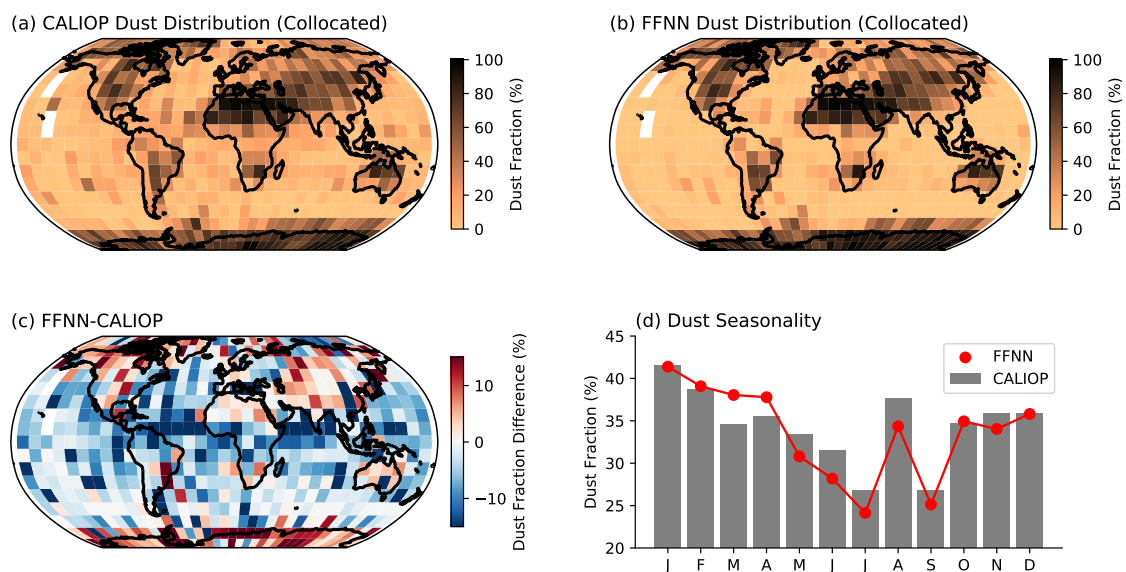 (a) CALIOP Dust Distribution (Collocated)
100
80
60
40
20
0
Dust Fraction (%)
(b) FFNN Dust Distribution (Collocated)
100
80
60
40
20
0
Dust Fraction (%)
(c) FFNN-CALIOP
10
0
−10
Dust Fraction Difference (%)
(d) Dust Seasonality
45
40
35
30
25
20
Dust Fraction (%)
FFNN
CALIOP
J F M A M J J A S O N D